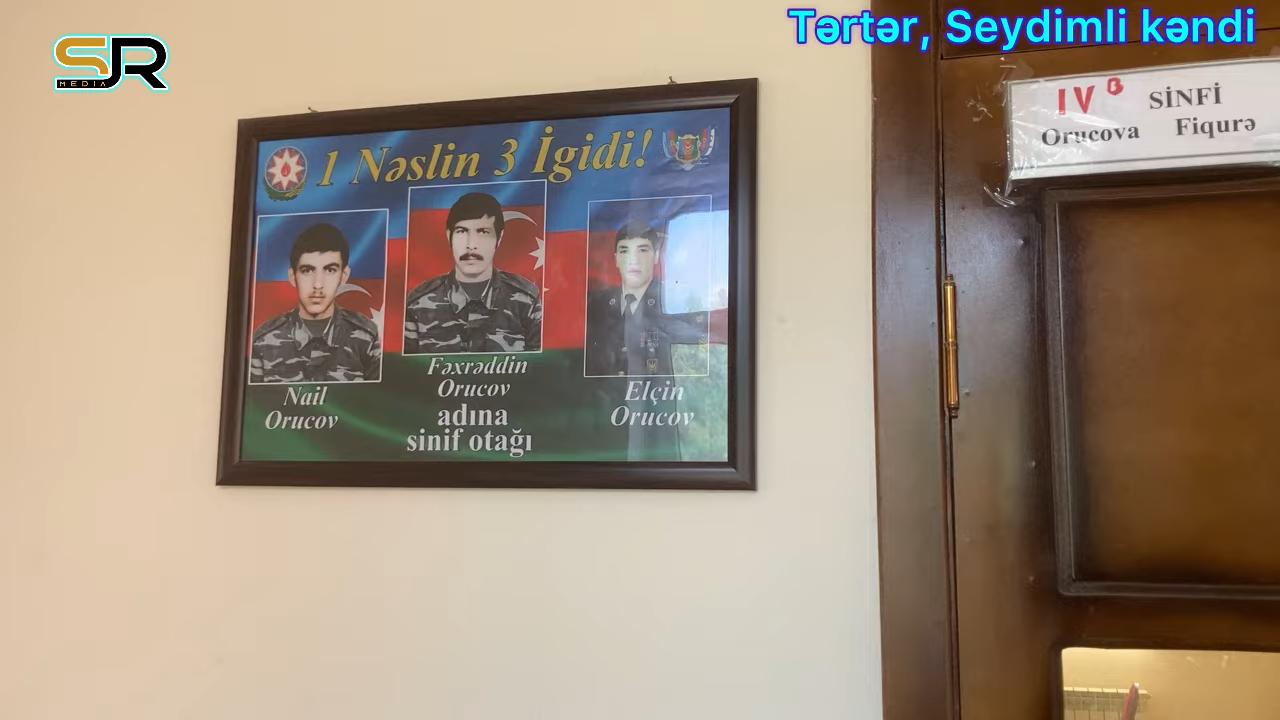 SJR
MEDIA
Tərtər, Seydimli kəndi
IV B SİNFİ
Orucova Fiqurə
1 Nəslin 3 İgidi!
Nail
Orucov
Fəxrəddin
Orucov
adına
sinif otağı
Elçin
Orucov